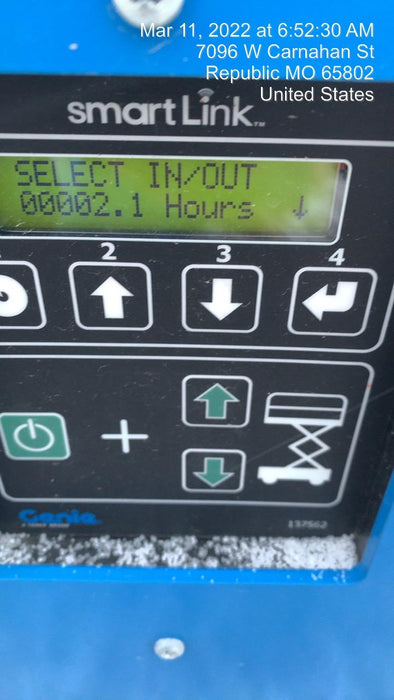 Mar 11, 2022 at 6:52:30 AM
7096 W Carnahan St
Republic MO 65802
United States
smartLink™
SELECT IN/OUT
00002.1 Hours ↓
2 3 4
+
Genie
137562